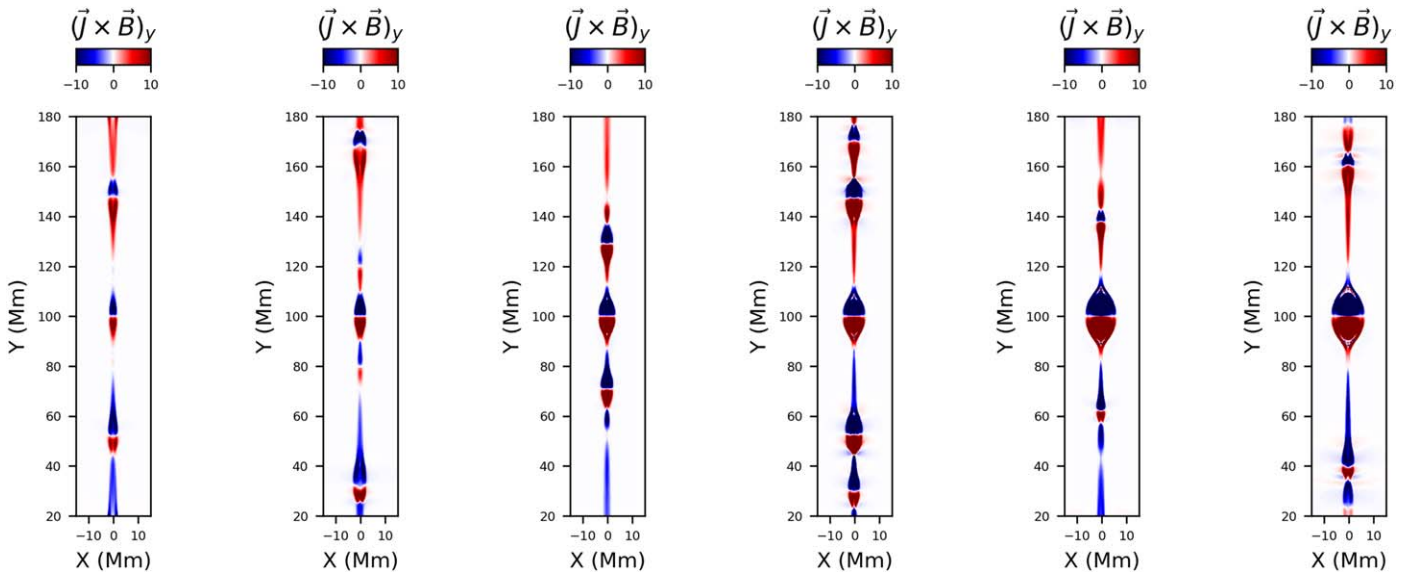 (J⃗ × B⃗)y (J⃗ × B⃗)y (J⃗ × B⃗)y (J⃗ × B⃗)y (J⃗ × B⃗)y (J⃗ × B⃗)y
−10 0 10 −10 0 10 −10 0 10 −10 0 10 −10 0 10 −10 0 10
180 180 180 180 180 180
160 160 160 160 160 160
140 140 140 140 140 140
120 120 120 120 120 120
Y (Mm) Y (Mm) Y (Mm) Y (Mm) Y (Mm) Y (Mm)
100 100 100 100 100 100
80 80 80 80 80 80
60 60 60 60 60 60
40 40 40 40 40 40
20 20 20 20 20 20
−10 0 10 −10 0 10 −10 0 10 −10 0 10 −10 0 10 −10 0 10
X (Mm) X (Mm) X (Mm) X (Mm) X (Mm) X (Mm)